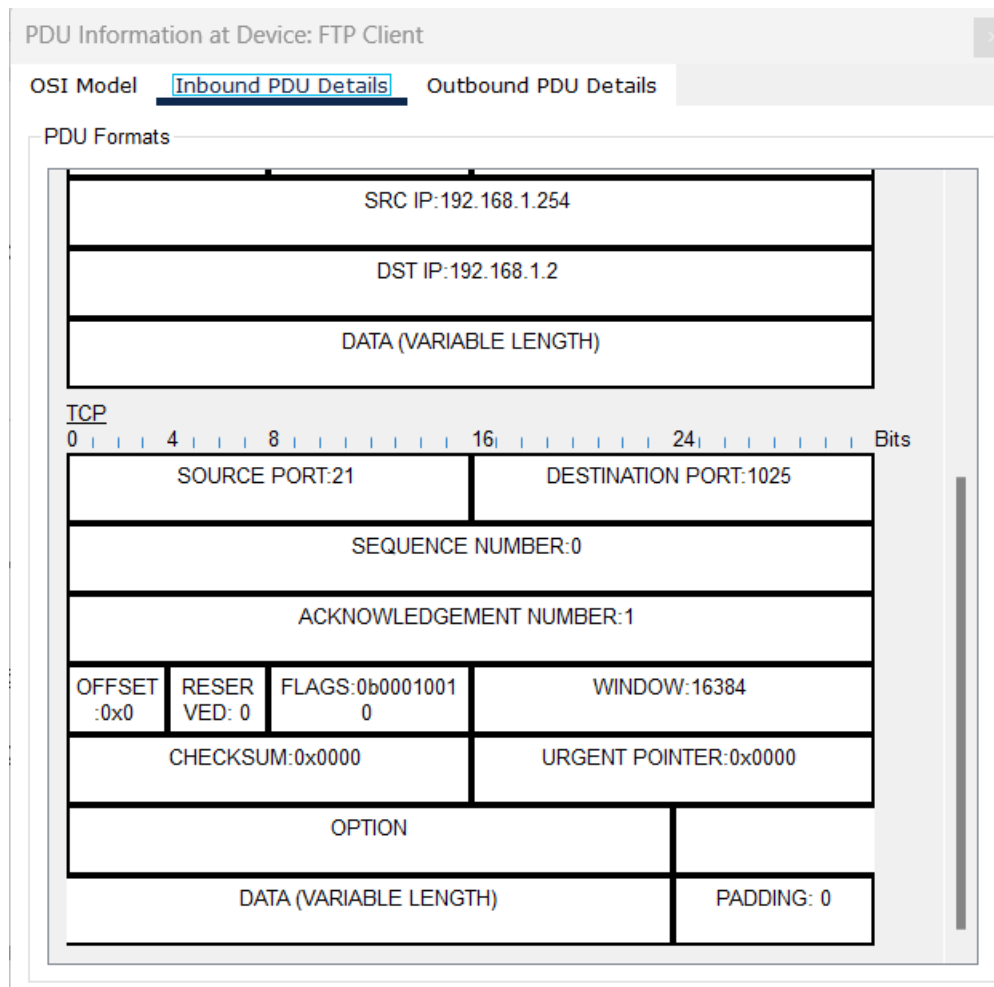 PDU Information at Device: FTP Client
OSI Model Inbound PDU Details Outbound PDU Details
PDU Formats
SRC IP:192.168.1.254
DST IP:192.168.1.2
DATA (VARIABLE LENGTH)
TCP
0 4 8 16 24 Bits
SOURCE PORT:21 DESTINATION PORT:1025
SEQUENCE NUMBER:0
ACKNOWLEDGEMENT NUMBER:1
OFFSET RESER FLAGS:0b0001001 WINDOW:16384
:0x0 VED: 0 0
CHECKSUM:0x0000 URGENT POINTER:0x0000
OPTION
DATA (VARIABLE LENGTH) PADDING: 0